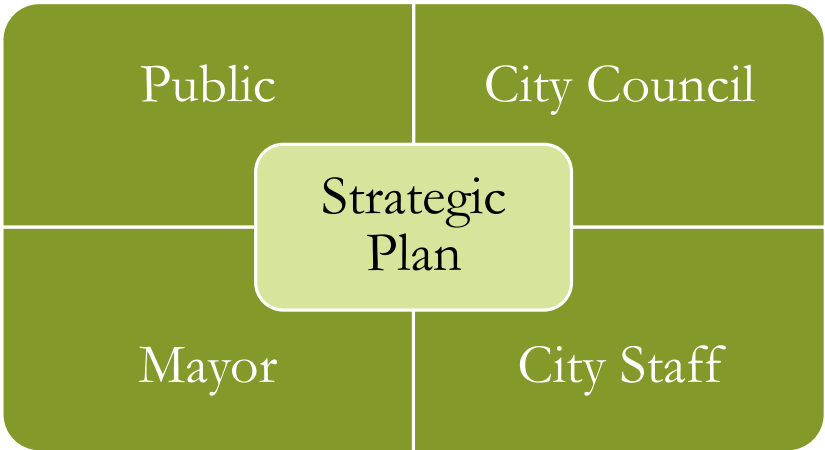 Public
City Council
Strategic
Plan
Mayor
City Staff